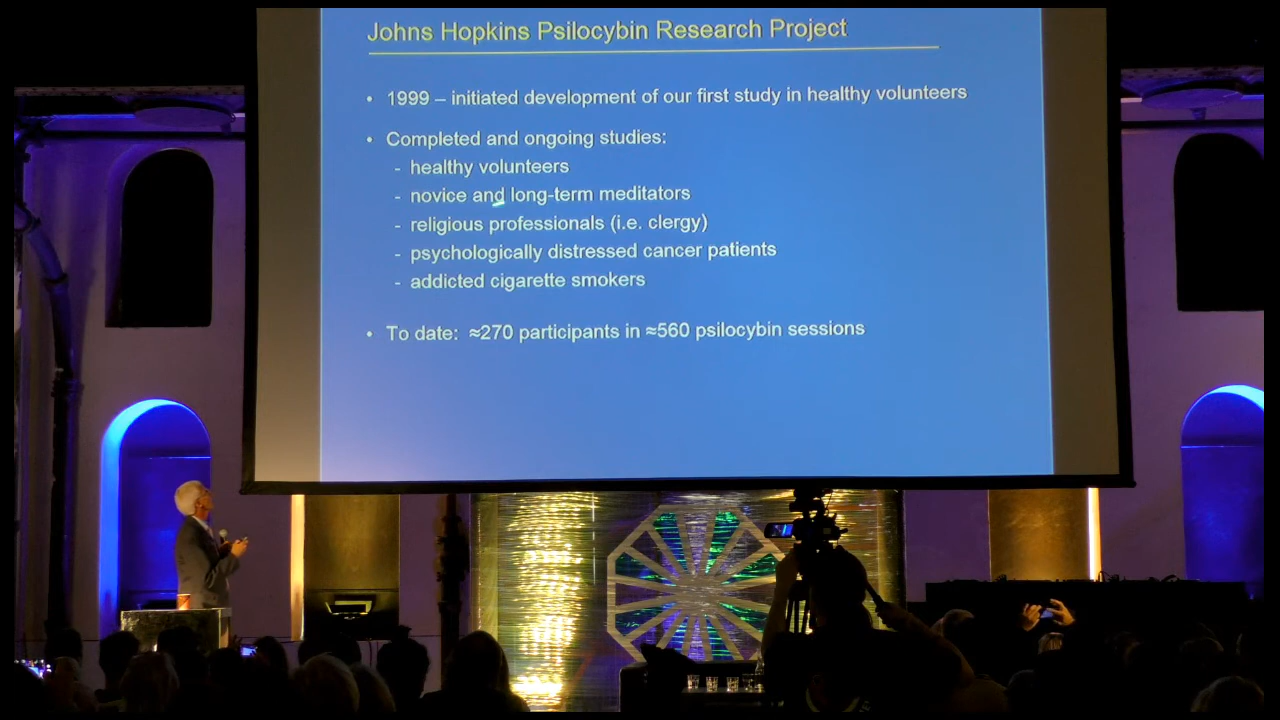 Johns Hopkins Psilocybin Research Project
• 1999 – initiated development of our first study in healthy volunteers
• Completed and ongoing studies:
- healthy volunteers
- novice and long-term meditators
- religious professionals (i.e. clergy)
- psychologically distressed cancer patients
- addicted cigarette smokers
• To date: ≈270 participants in ≈560 psilocybin sessions